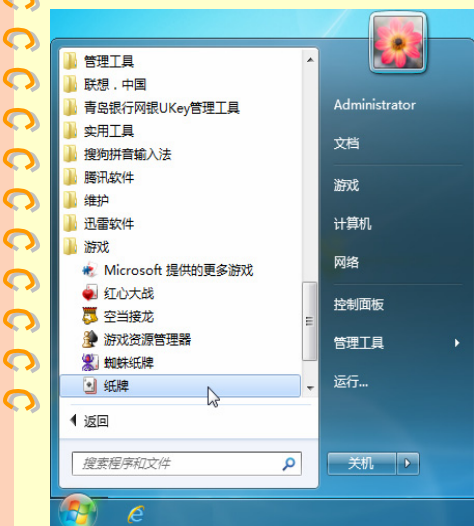 管理工具
联想．中国
青岛银行网银UKey管理工具
实用工具
搜狗拼音输入法
腾讯软件
维护
迅雷软件
游戏
Microsoft 提供的更多游戏
红心大战
空当接龙
游戏资源管理器
蜘蛛纸牌
纸牌
返回
搜索程序和文件
Administrator
文档
游戏
计算机
网络
控制面板
管理工具
运行...
关机